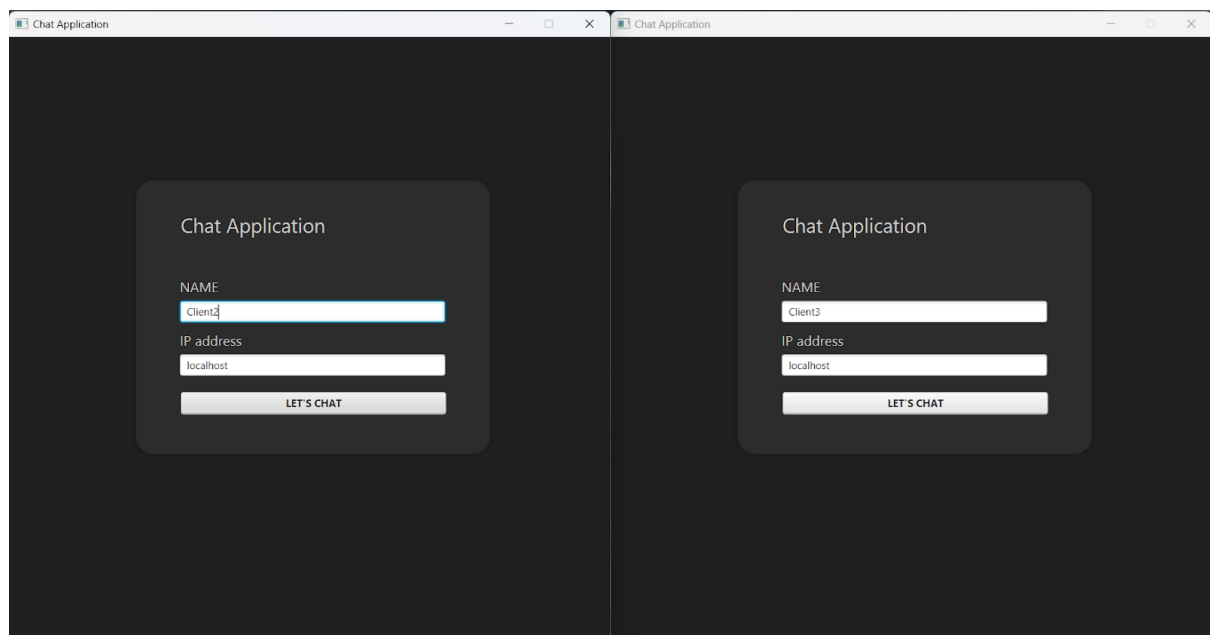 Chat Application
Chat Application
NAME
Client2
IP address
localhost
LET'S CHAT
Chat Application
Chat Application
NAME
Client3
IP address
localhost
LET'S CHAT